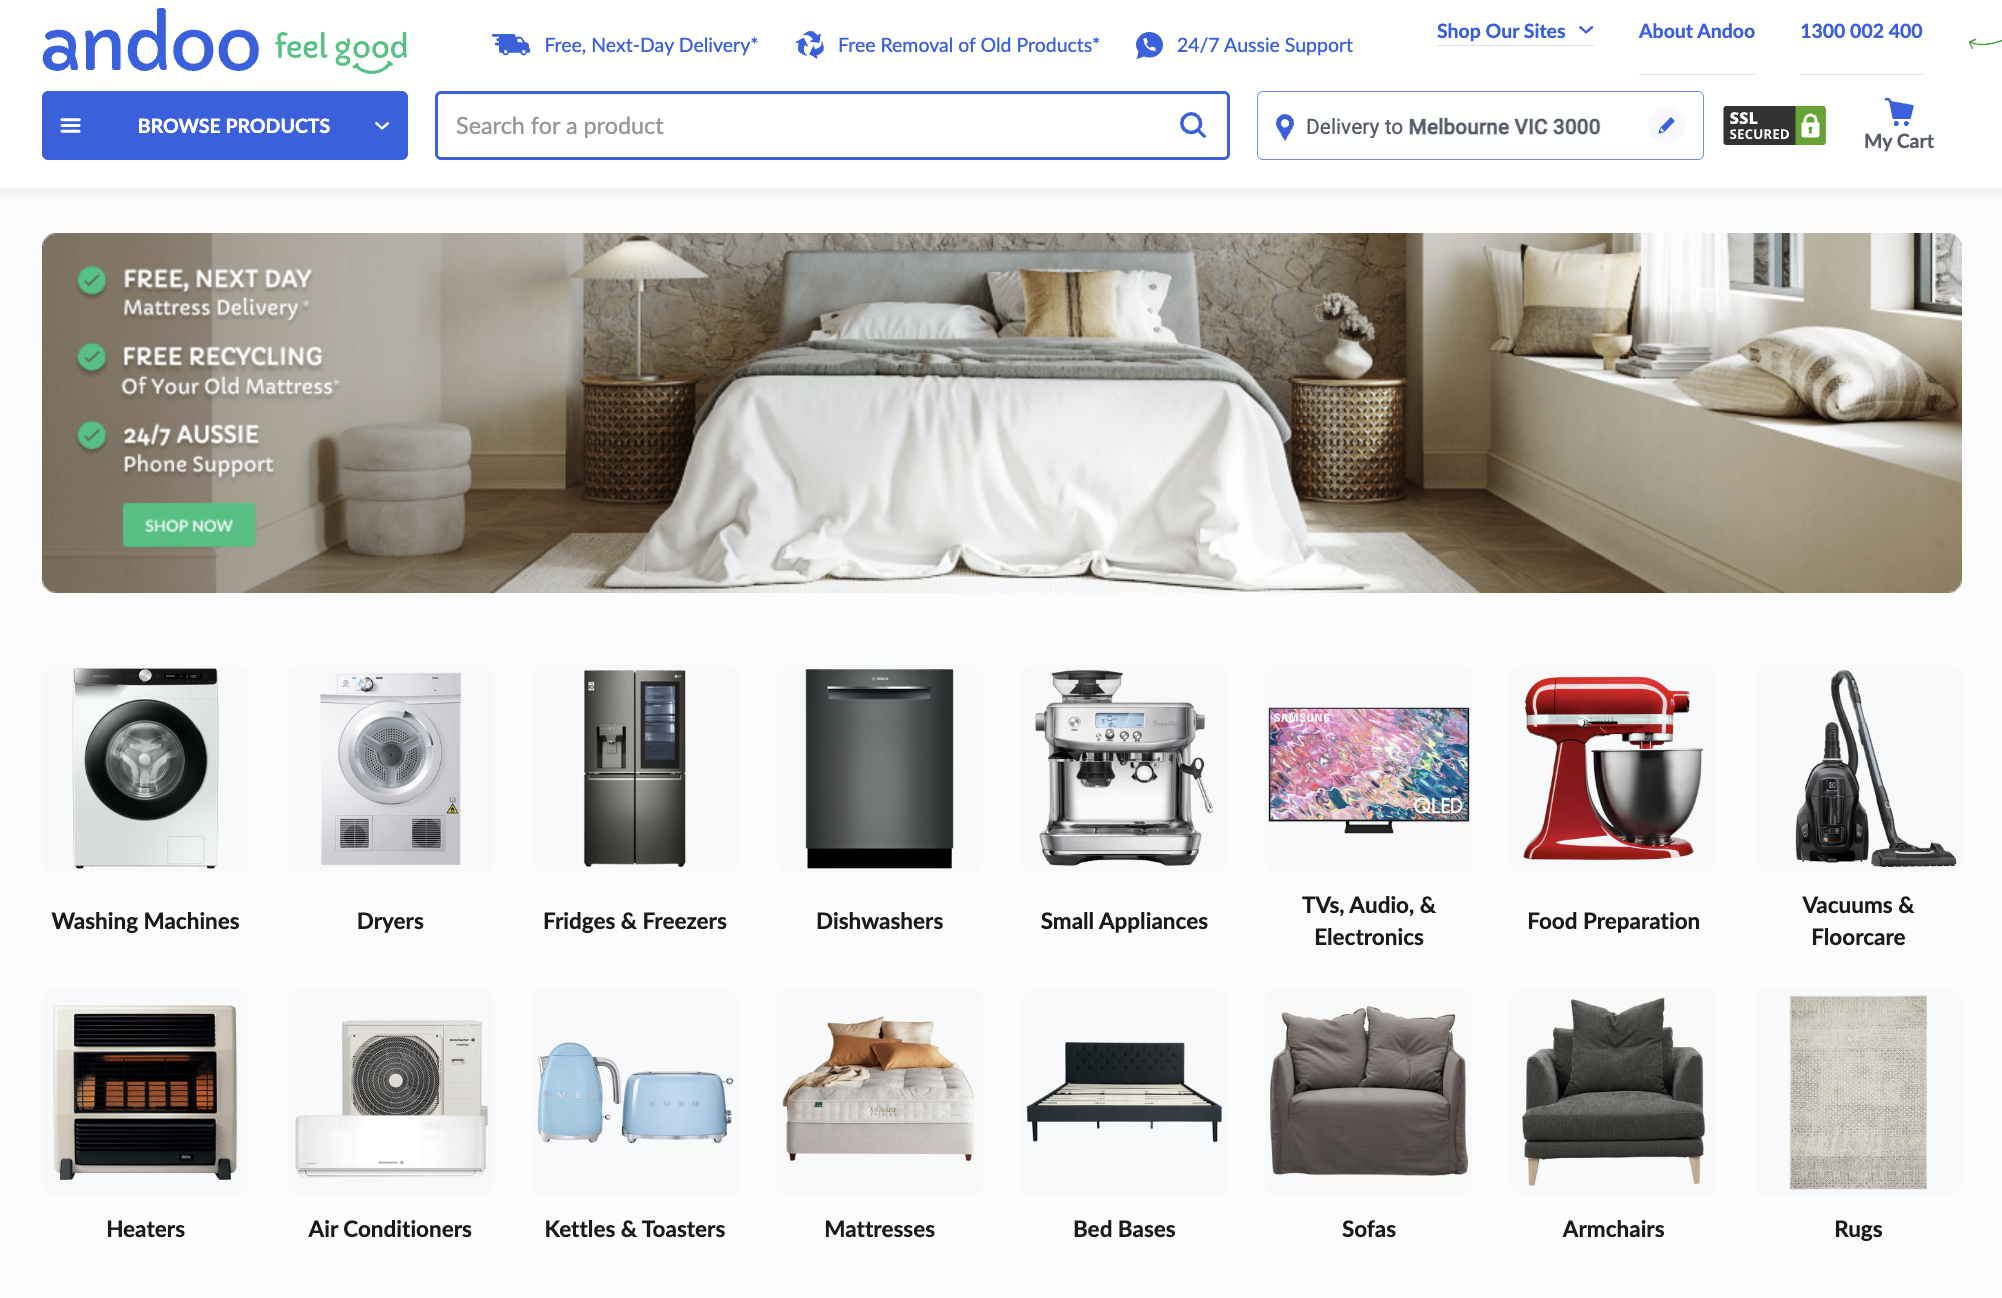 andoo feel good
Free, Next-Day Delivery*
Free Removal of Old Products*
24/7 Aussie Support
Shop Our Sites
About Andoo
1300 002 400
BROWSE PRODUCTS
Search for a product
Delivery to Melbourne VIC 3000
SSL
SECURED
My Cart
FREE, NEXT DAY
Mattress Delivery*
FREE RECYCLING
Of Your Old Mattress*
24/7 AUSSIE
Phone Support
SHOP NOW
SAMSUNG
QLED
Washing Machines
Dryers
Fridges & Freezers
Dishwashers
Small Appliances
TVs, Audio, &
Electronics
Food Preparation
Vacuums &
Floorcare
SMEG
SMEG
Heaters
Air Conditioners
Kettles & Toasters
Mattresses
Bed Bases
Sofas
Armchairs
Rugs